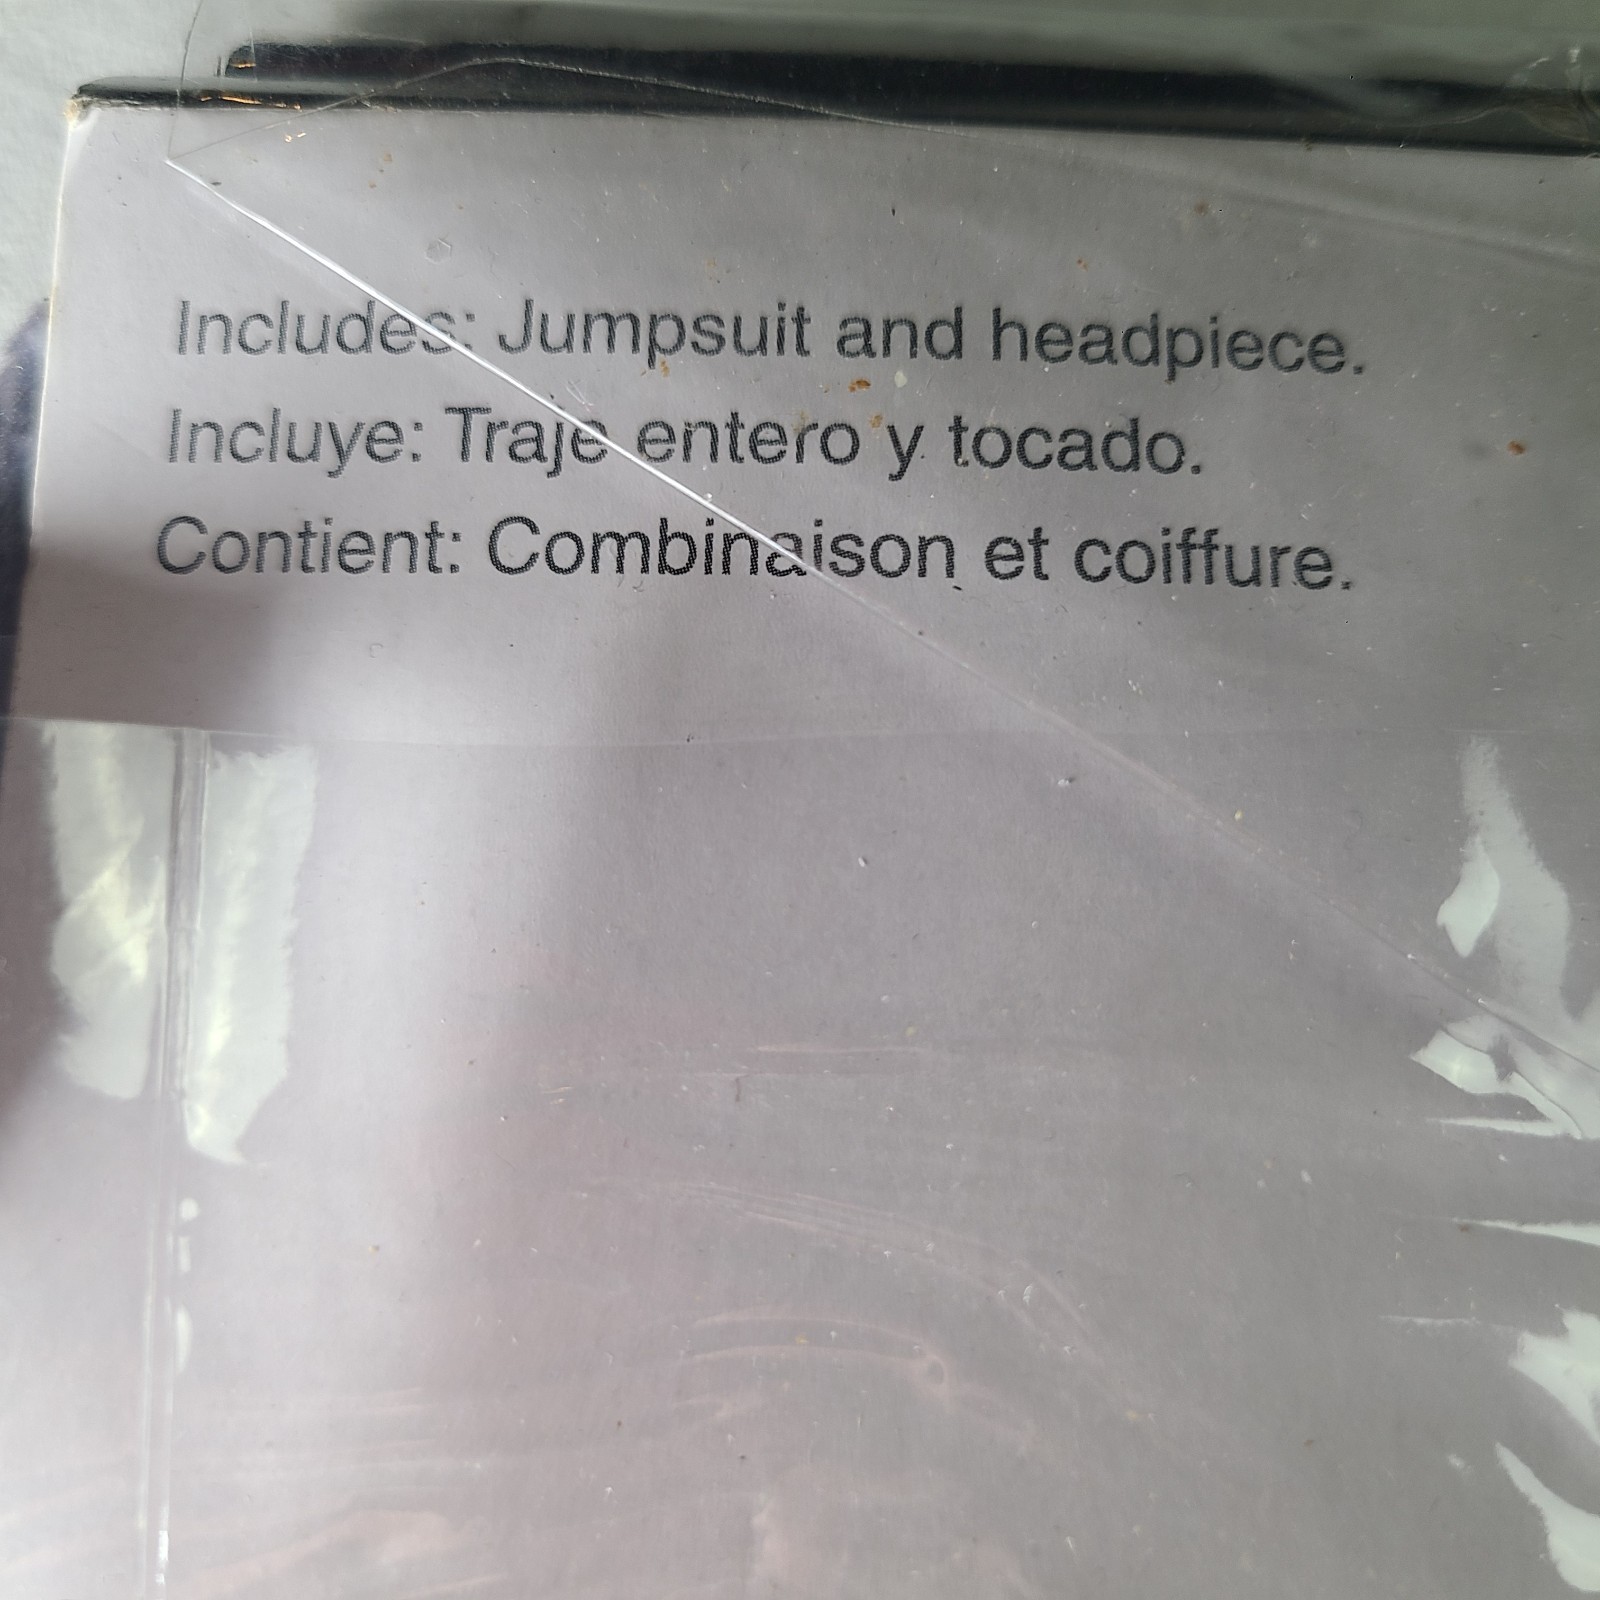 Includes: Jumpsuit and headpiece.
Incluye: Traje entero y tocado.
Contient: Combinaison et coiffure.